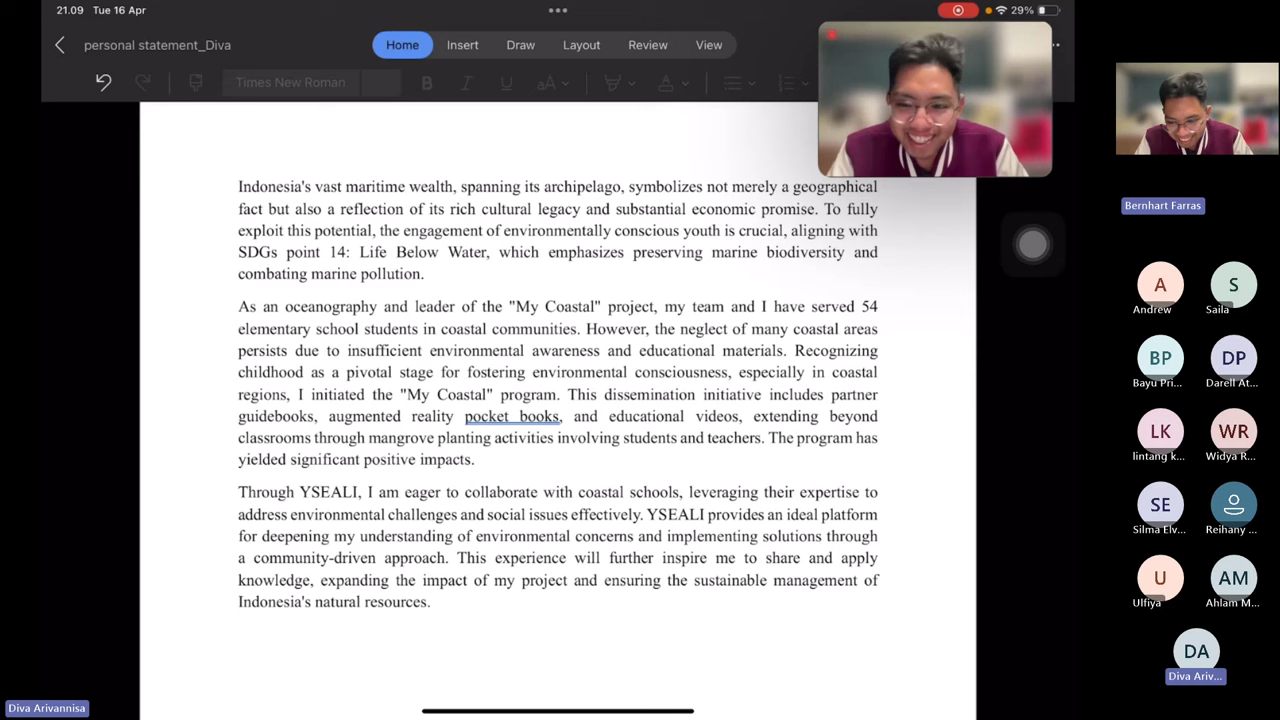 21.09 Tue 16 Apr
29%
personal statement_Diva
Home Insert Draw Layout Review View
Times New Roman
B I U aA A
Indonesia's vast maritime wealth, spanning its archipelago, symbolizes not merely a geographical
fact but also a reflection of its rich cultural legacy and substantial economic promise. To fully
exploit this potential, the engagement of environmentally conscious youth is crucial, aligning with
SDGs point 14: Life Below Water, which emphasizes preserving marine biodiversity and
combating marine pollution.
As an oceanography and leader of the "My Coastal" project, my team and I have served 54
elementary school students in coastal communities. However, the neglect of many coastal areas
persists due to insufficient environmental awareness and educational materials. Recognizing
childhood as a pivotal stage for fostering environmental consciousness, especially in coastal
regions, I initiated the "My Coastal" program. This dissemination initiative includes partner
guidebooks, augmented reality pocket books, and educational videos, extending beyond
classrooms through mangrove planting activities involving students and teachers. The program has
yielded significant positive impacts.
Through YSEALI, I am eager to collaborate with coastal schools, leveraging their expertise to
address environmental challenges and social issues effectively. YSEALI provides an ideal platform
for deepening my understanding of environmental concerns and implementing solutions through
a community-driven approach. This experience will further inspire me to share and apply
knowledge, expanding the impact of my project and ensuring the sustainable management of
Indonesia's natural resources.
Diva Arivannisa
Bernhart Farras
A S
Andrew Saila
BP DP
Bayu Pri... Darell At...
LK WR
lintang k... Widya R...
SE
Silma Elv... Reihany ...
U AM
Ulfiya Ahlam M...
DA
Diva Ariv...